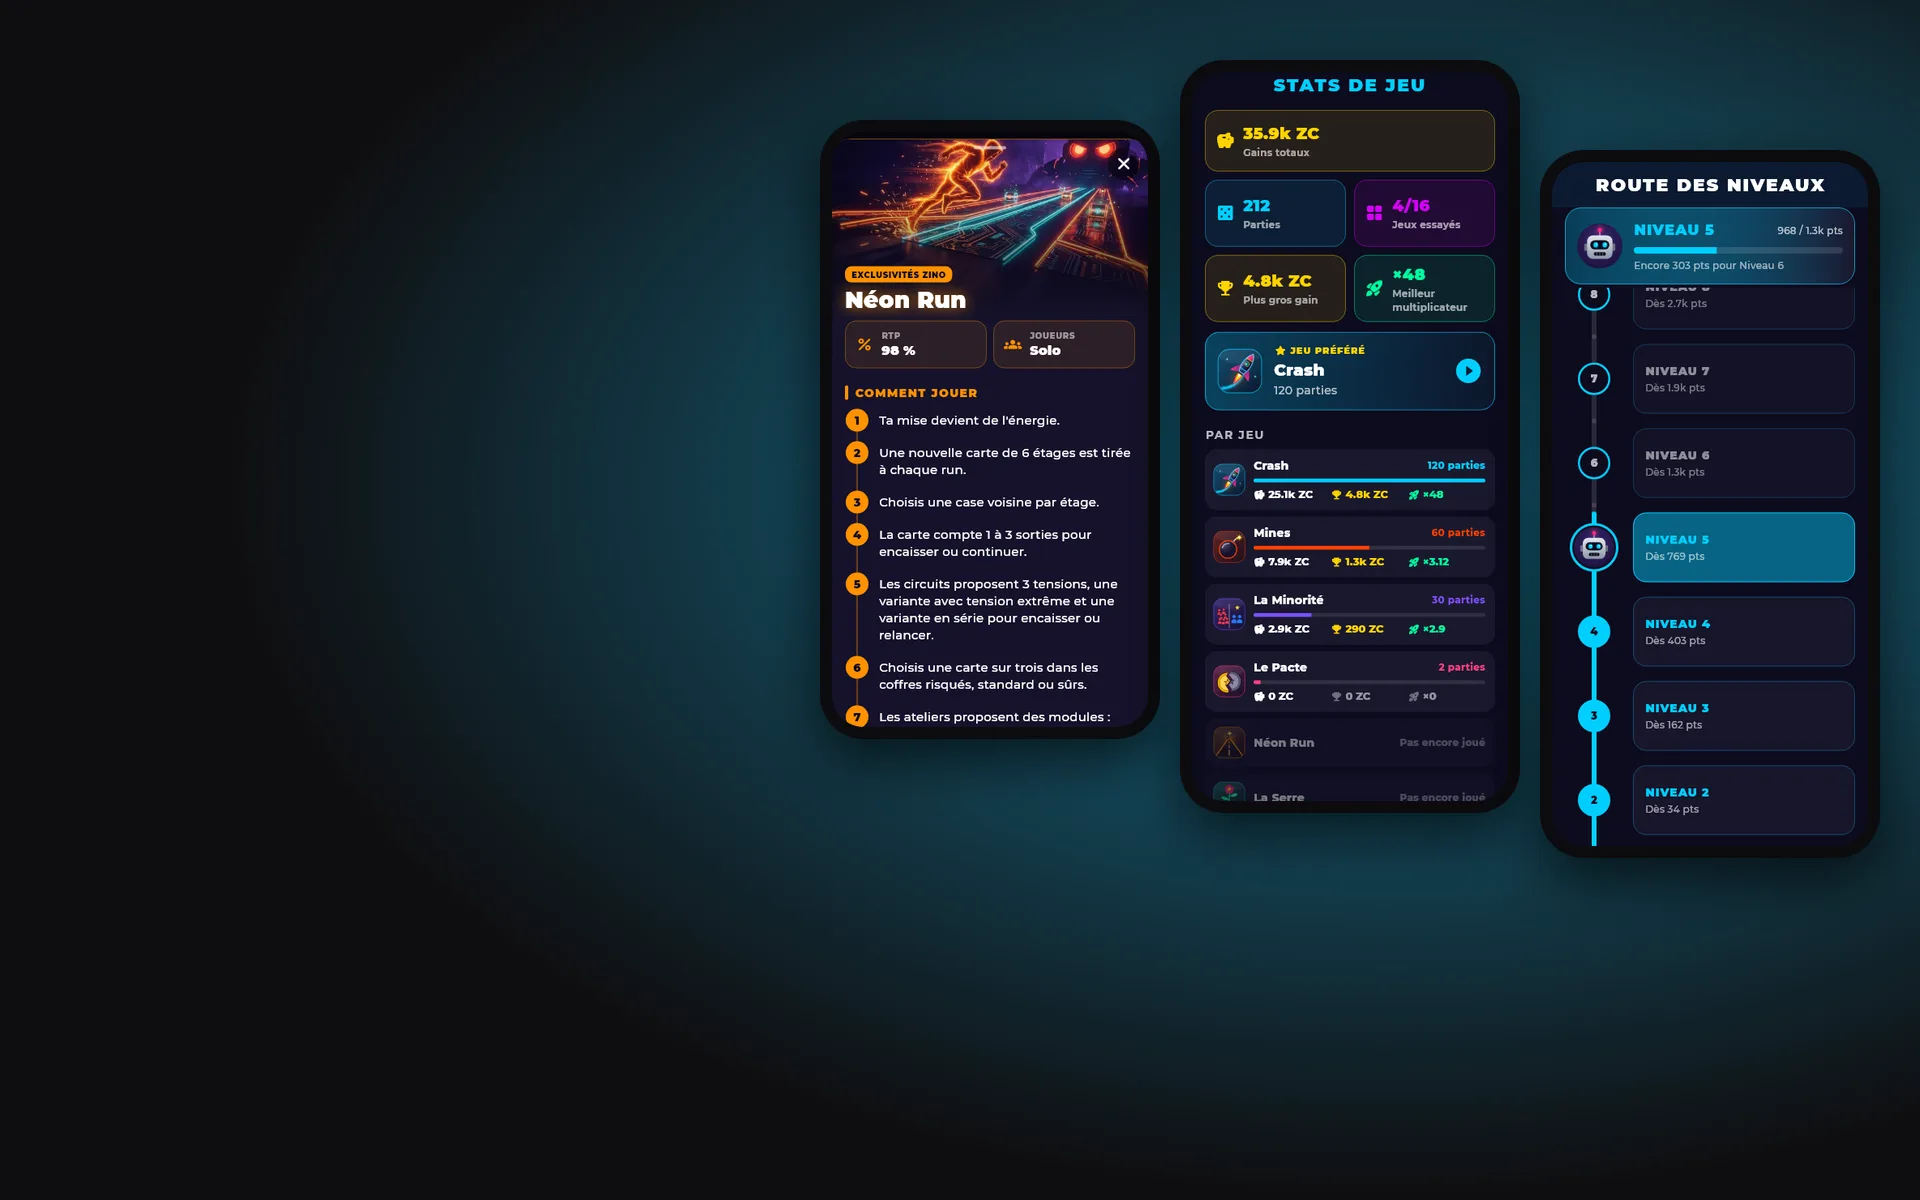 EXCLUSIVITÉS ZINO
Néon Run
RTP
98 %
JOUEURS
Solo
COMMENT JOUER
1 Ta mise devient de l'énergie.
2 Une nouvelle carte de 6 étages est tirée
à chaque run.
3 Choisis une case voisine par étage.
4 La carte compte 1 à 3 sorties pour
encaisser ou continuer.
5 Les circuits proposent 3 tensions, une
variante avec tension extrême et une
variante en série pour encaisser ou
relancer.
6 Choisis une carte sur trois dans les
coffres risqués, standard ou sûrs.
7 Les ateliers proposent des modules :
STATS DE JEU
35.9k ZC
Gains totaux
212
Parties
4/16
Jeux essayés
4.8k ZC
Plus gros gain
×48
Meilleur
multiplicateur
JEU PRÉFÉRÉ
Crash
120 parties
PAR JEU
Crash 120 parties
25.1k ZC 4.8k ZC ×48
Mines 60 parties
7.9k ZC 1.3k ZC ×3.12
La Minorité 30 parties
2.9k ZC 290 ZC ×2.9
Le Pacte 2 parties
0 ZC 0 ZC ×0
Néon Run Pas encore joué
La Serre Pas encore joué
ROUTE DES NIVEAUX
NIVEAU 5 968 / 1.3k pts
Encore 303 pts pour Niveau 6
8 NIVEAU 8
Dès 2.7k pts
7 NIVEAU 7
Dès 1.9k pts
6 NIVEAU 6
Dès 1.3k pts
NIVEAU 5
Dès 769 pts
4 NIVEAU 4
Dès 403 pts
3 NIVEAU 3
Dès 162 pts
2 NIVEAU 2
Dès 34 pts